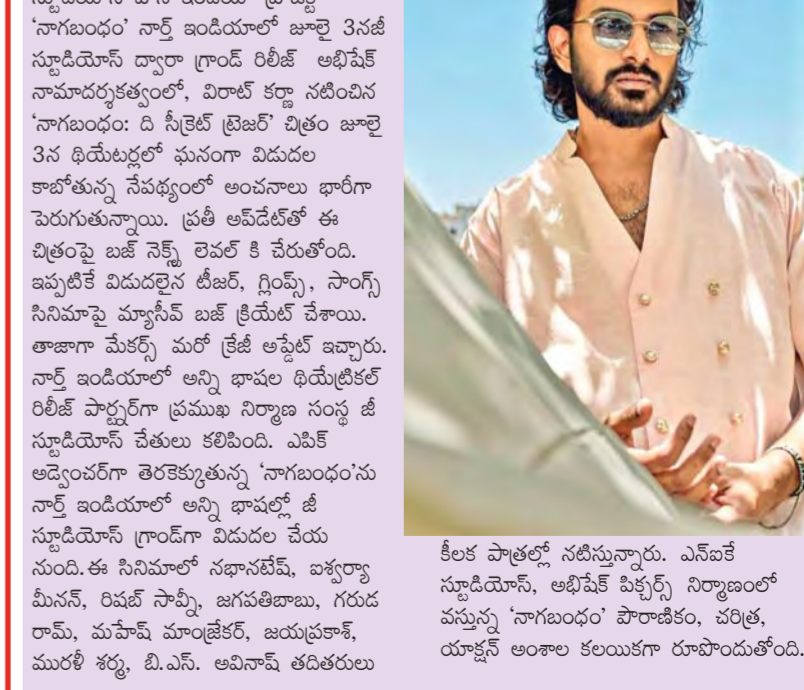 ‘నాగబంధం’ నార్త్ ఇండియాలో జూలై 3నజీ
స్టూడియోస్ ద్వారా గ్రాండ్ రిలీజ్ అభిషేక్
నామాదర్శకత్వంలో, విరాట్ కర్ణా నటించిన
‘నాగబంధం: ది సీక్రెట్ ట్రెజర్’ చిత్రం జూలై
3న థియేటర్లలో ఘనంగా విడుదల
కాబోతున్న నేపథ్యంలో అంచనాలు భారీగా
పెరుగుతున్నాయి. ప్రతీ అప్‌డేట్‌తో ఈ
చిత్రంపై బజ్ నెక్స్ట్ లెవల్ కి చేరుతోంది.
ఇప్పటికే విడుదలైన టీజర్, గ్లింప్స్, సాంగ్స్
సినిమాపై మ్యాసీవ్ బజ్ క్రియేట్ చేశాయి.
తాజాగా మేకర్స్ మరో క్రేజీ అప్డేట్ ఇచ్చారు.
నార్త్ ఇండియాలో అన్ని భాషల థియేట్రికల్
రిలీజ్ పార్ట్నర్‌గా ప్రముఖ నిర్మాణ సంస్థ జీ
స్టూడియోస్ చేతులు కలిపింది. ఎపిక్
అడ్వెంచర్‌గా తెరకెక్కుతున్న ‘నాగబంధం’ను
నార్త్ ఇండియాలో అన్ని భాషల్లో జీ
స్టూడియోస్ గ్రాండ్‌గా విడుదల చేయ
నుంది.ఈ సినిమాలో నభానటేష్, ఐశ్వర్యా
మీనన్, రిషబ్ సావ్నీ, జగపతిబాబు, గరుడ
రామ్, మహేష్ మాంజ్రేకర్, జయప్రకాశ్,
మురళీ శర్మ, బి.ఎస్. అవినాష్ తదితరులు
కీలక పాత్రల్లో నటిస్తున్నారు. ఎన్ఐకే
స్టూడియోస్, అభిషేక్ పిక్చర్స్ నిర్మాణంలో
వస్తున్న ‘నాగబంధం’ పౌరాణికం, చరిత్ర,
యాక్షన్ అంశాల కలయికగా రూపొందుతోంది.